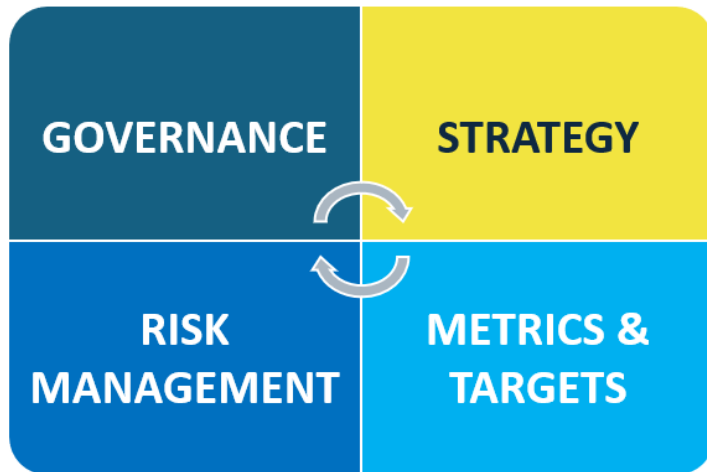 GOVERNANCE
STRATEGY
RISK
MANAGEMENT
METRICS &
TARGETS